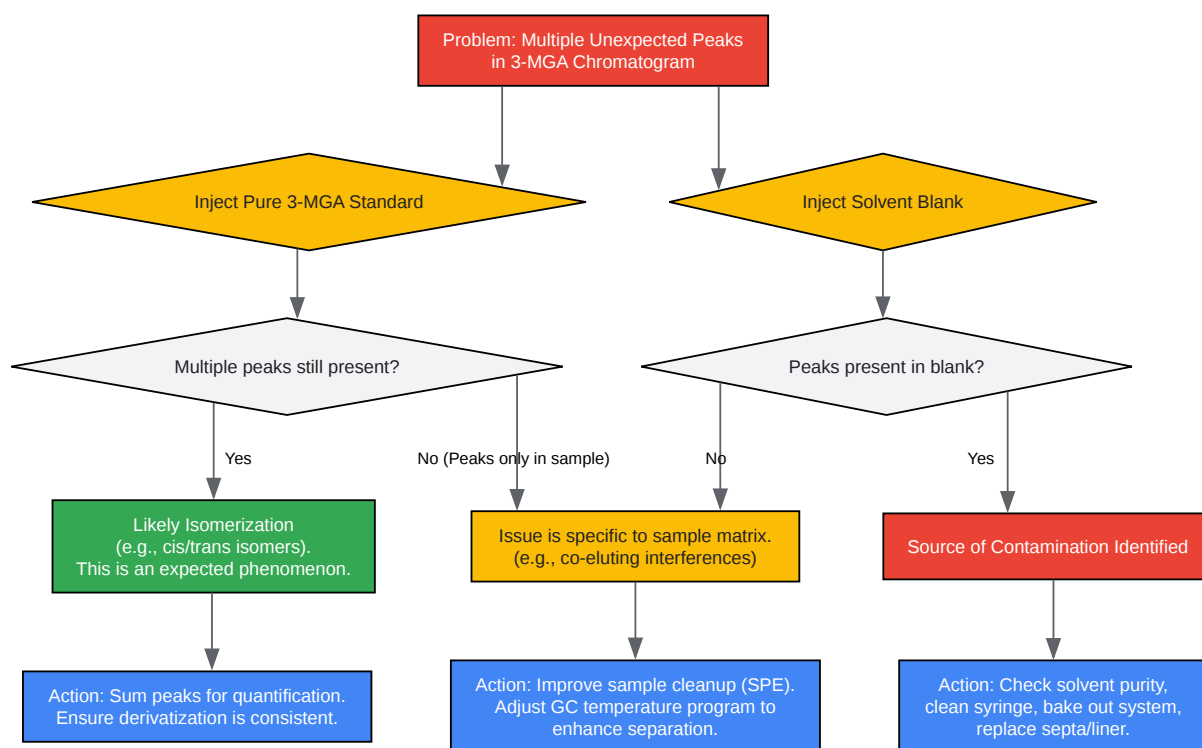 Problem: Multiple Unexpected Peaks
in 3-MGA Chromatogram
Inject Pure 3-MGA Standard
Inject Solvent Blank
Multiple peaks still present?
Peaks present in blank?
Yes
No (Peaks only in sample)
No
Yes
Likely Isomerization
(e.g., cis/trans isomers).
This is an expected phenomenon.
Issue is specific to sample matrix.
(e.g., co-eluting interferences)
Source of Contamination Identified
Action: Sum peaks for quantification.
Ensure derivatization is consistent.
Action: Improve sample cleanup (SPE).
Adjust GC temperature program to
enhance separation.
Action: Check solvent purity,
clean syringe, bake out system,
replace septa/liner.